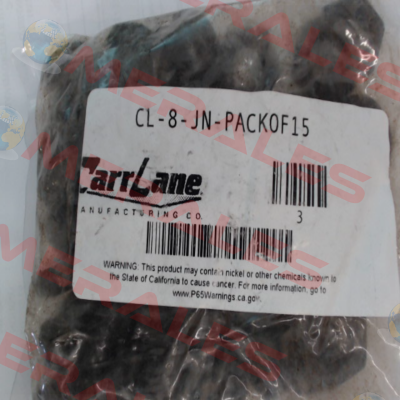 CL-8-JN-PACKOF15
CarrLane
MANUFACTURING CO.
3
WARNING: This product may contain nickel or other chemicals known to
the State of California to cause cancer. For more information, go to
www.P65Warnings.ca.gov.
MERALES